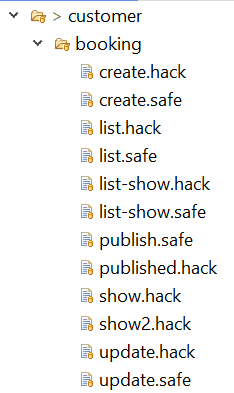 > customer
booking
create.hack
create.safe
list.hack
list.safe
list-show.hack
list-show.safe
publish.safe
published.hack
show.hack
show2.hack
update.hack
update.safe